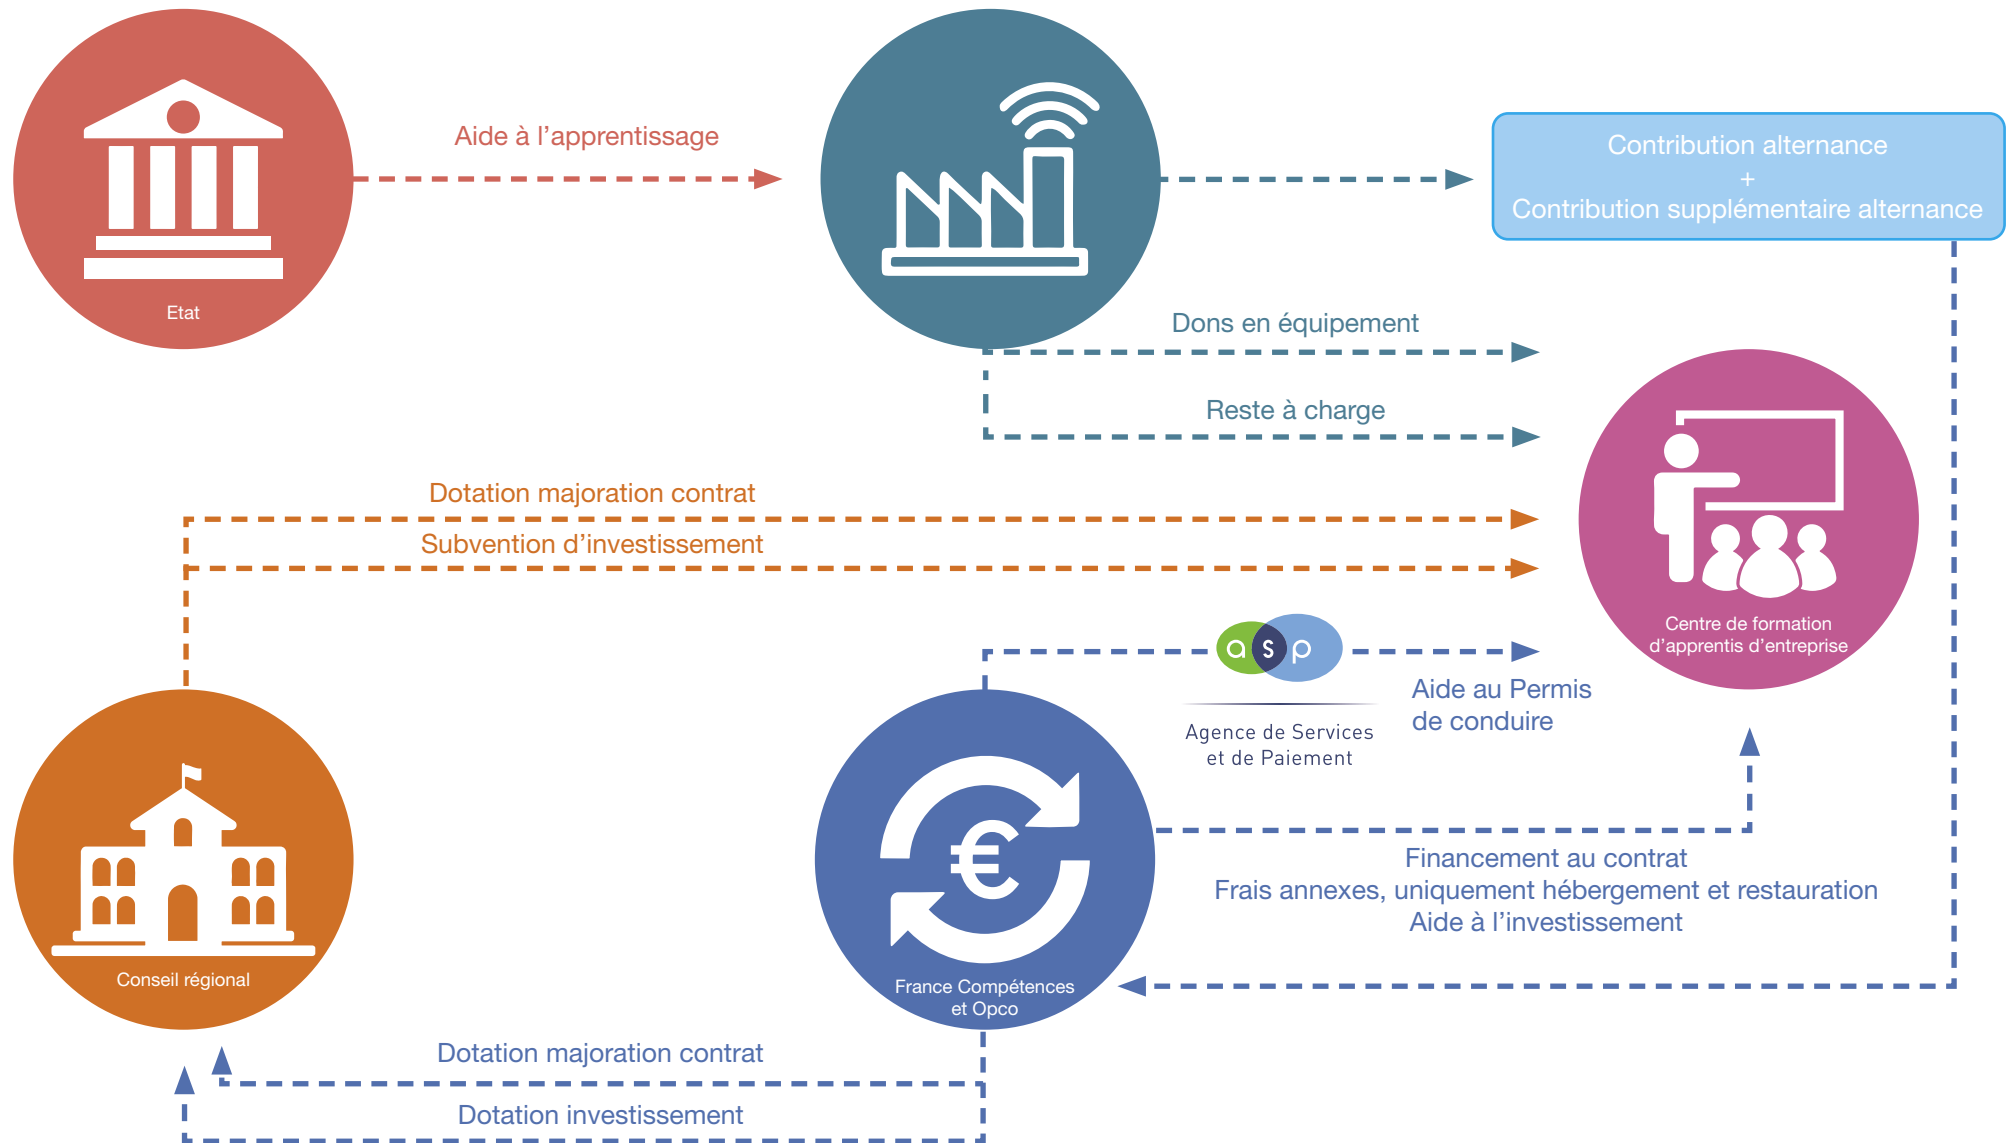 Aide à l’apprentissage
Etat
Contribution alternance
+
Contribution supplémentaire alternance
Dons en équipement
Reste à charge
Dotation majoration contrat
Subvention d’investissement
Centre de formation
d’apprentis d’entreprise
asp
Agence de Services
et de Paiement
Aide au Permis
de conduire
Financement au contrat
Frais annexes, uniquement hébergement et restauration
Aide à l’investissement
Conseil régional
€
France Compétences
et Opco
Dotation majoration contrat
Dotation investissement